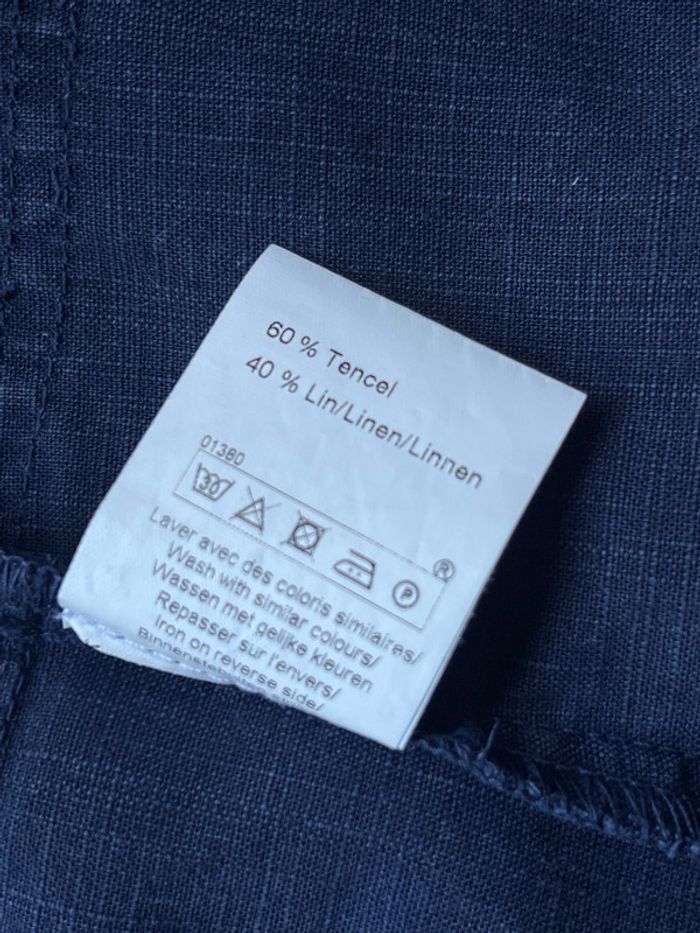 60 % Tencel
40 % Lin/Linen/Linnen
01380
30 P ®
Laver avec des coloris similaires/
Wash with similar colours/
Wassen met gelijke kleuren
Repasser sur l'envers/
Iron on reverse side/